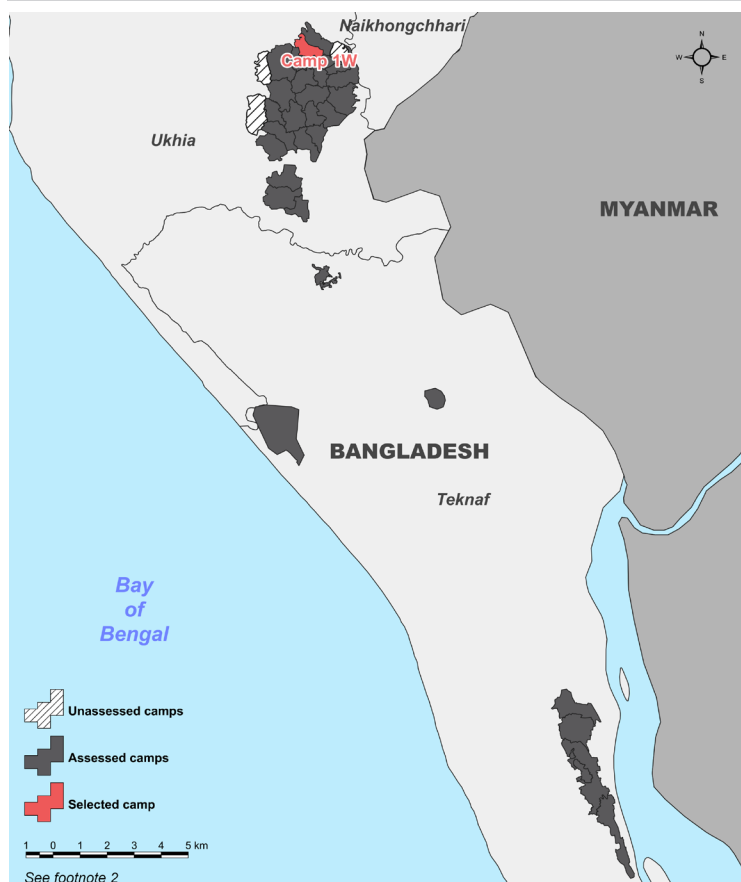 Naikhongchhari
Camp 1W
N
W E
S
Ukhia
MYANMAR
BANGLADESH
Teknaf
Bay
of
Bengal
Unassessed camps
Assessed camps
Selected camp
1 0 1 2 3 4 5 km
See footnote 2